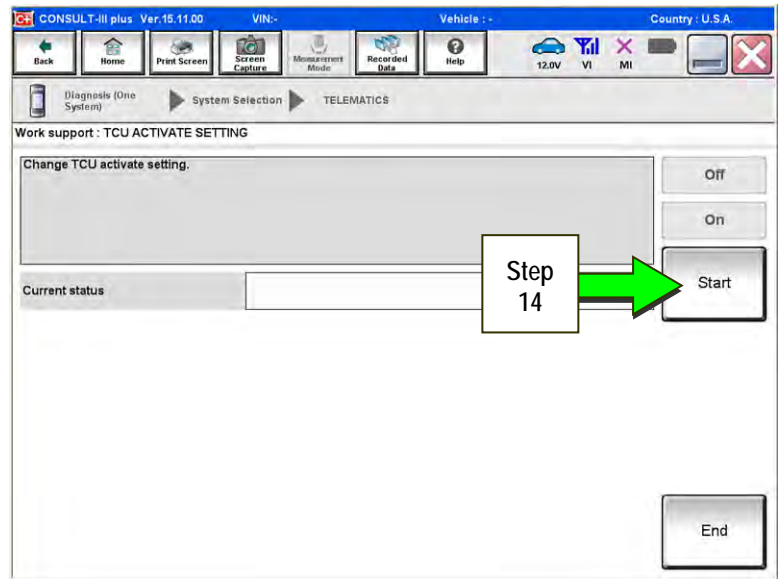 CONSULT-III plus Ver.15.11.00 VIN:- Vehicle : - Country : U.S.A.
Back Home Print Screen Screen Capture Measurement Mode Recorded Data Help 12.0V VI MI
Diagnosis (One System) System Selection TELEMATICS
Work support : TCU ACTIVATE SETTING
Change TCU activate setting.
Off
On
Step
14
Start
Current status
End